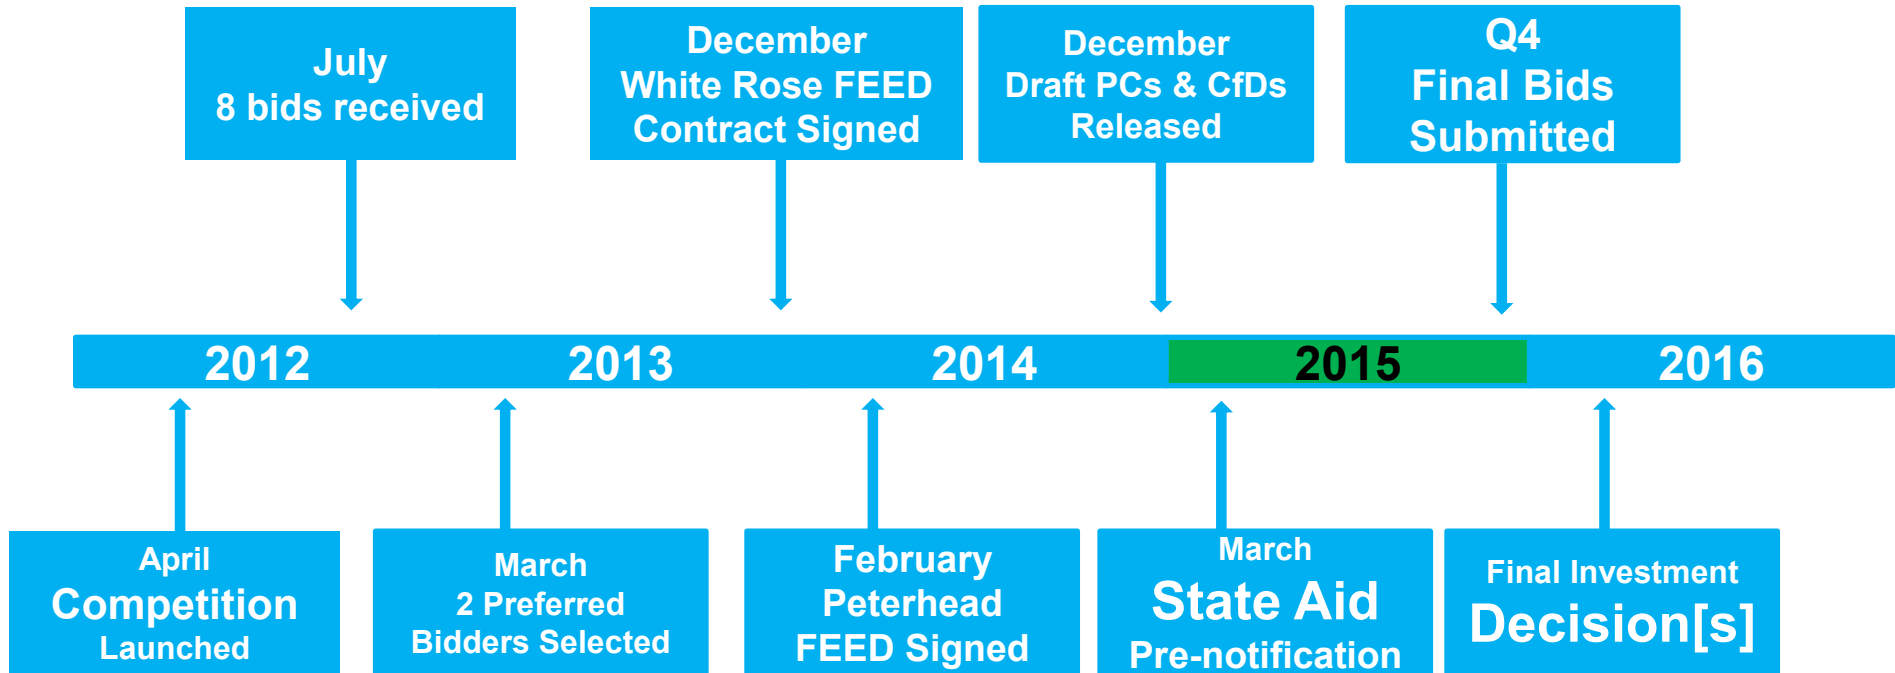 July
8 bids received
December
White Rose FEED
Contract Signed
December
Draft PCs & CfDs
Released
Q4
Final Bids
Submitted
2012
2013
2014
2015
2016
April
Competition
Launched
March
2 Preferred
Bidders Selected
February
Peterhead
FEED Signed
March
State Aid
Pre-notification
Final Investment
Decision[s]